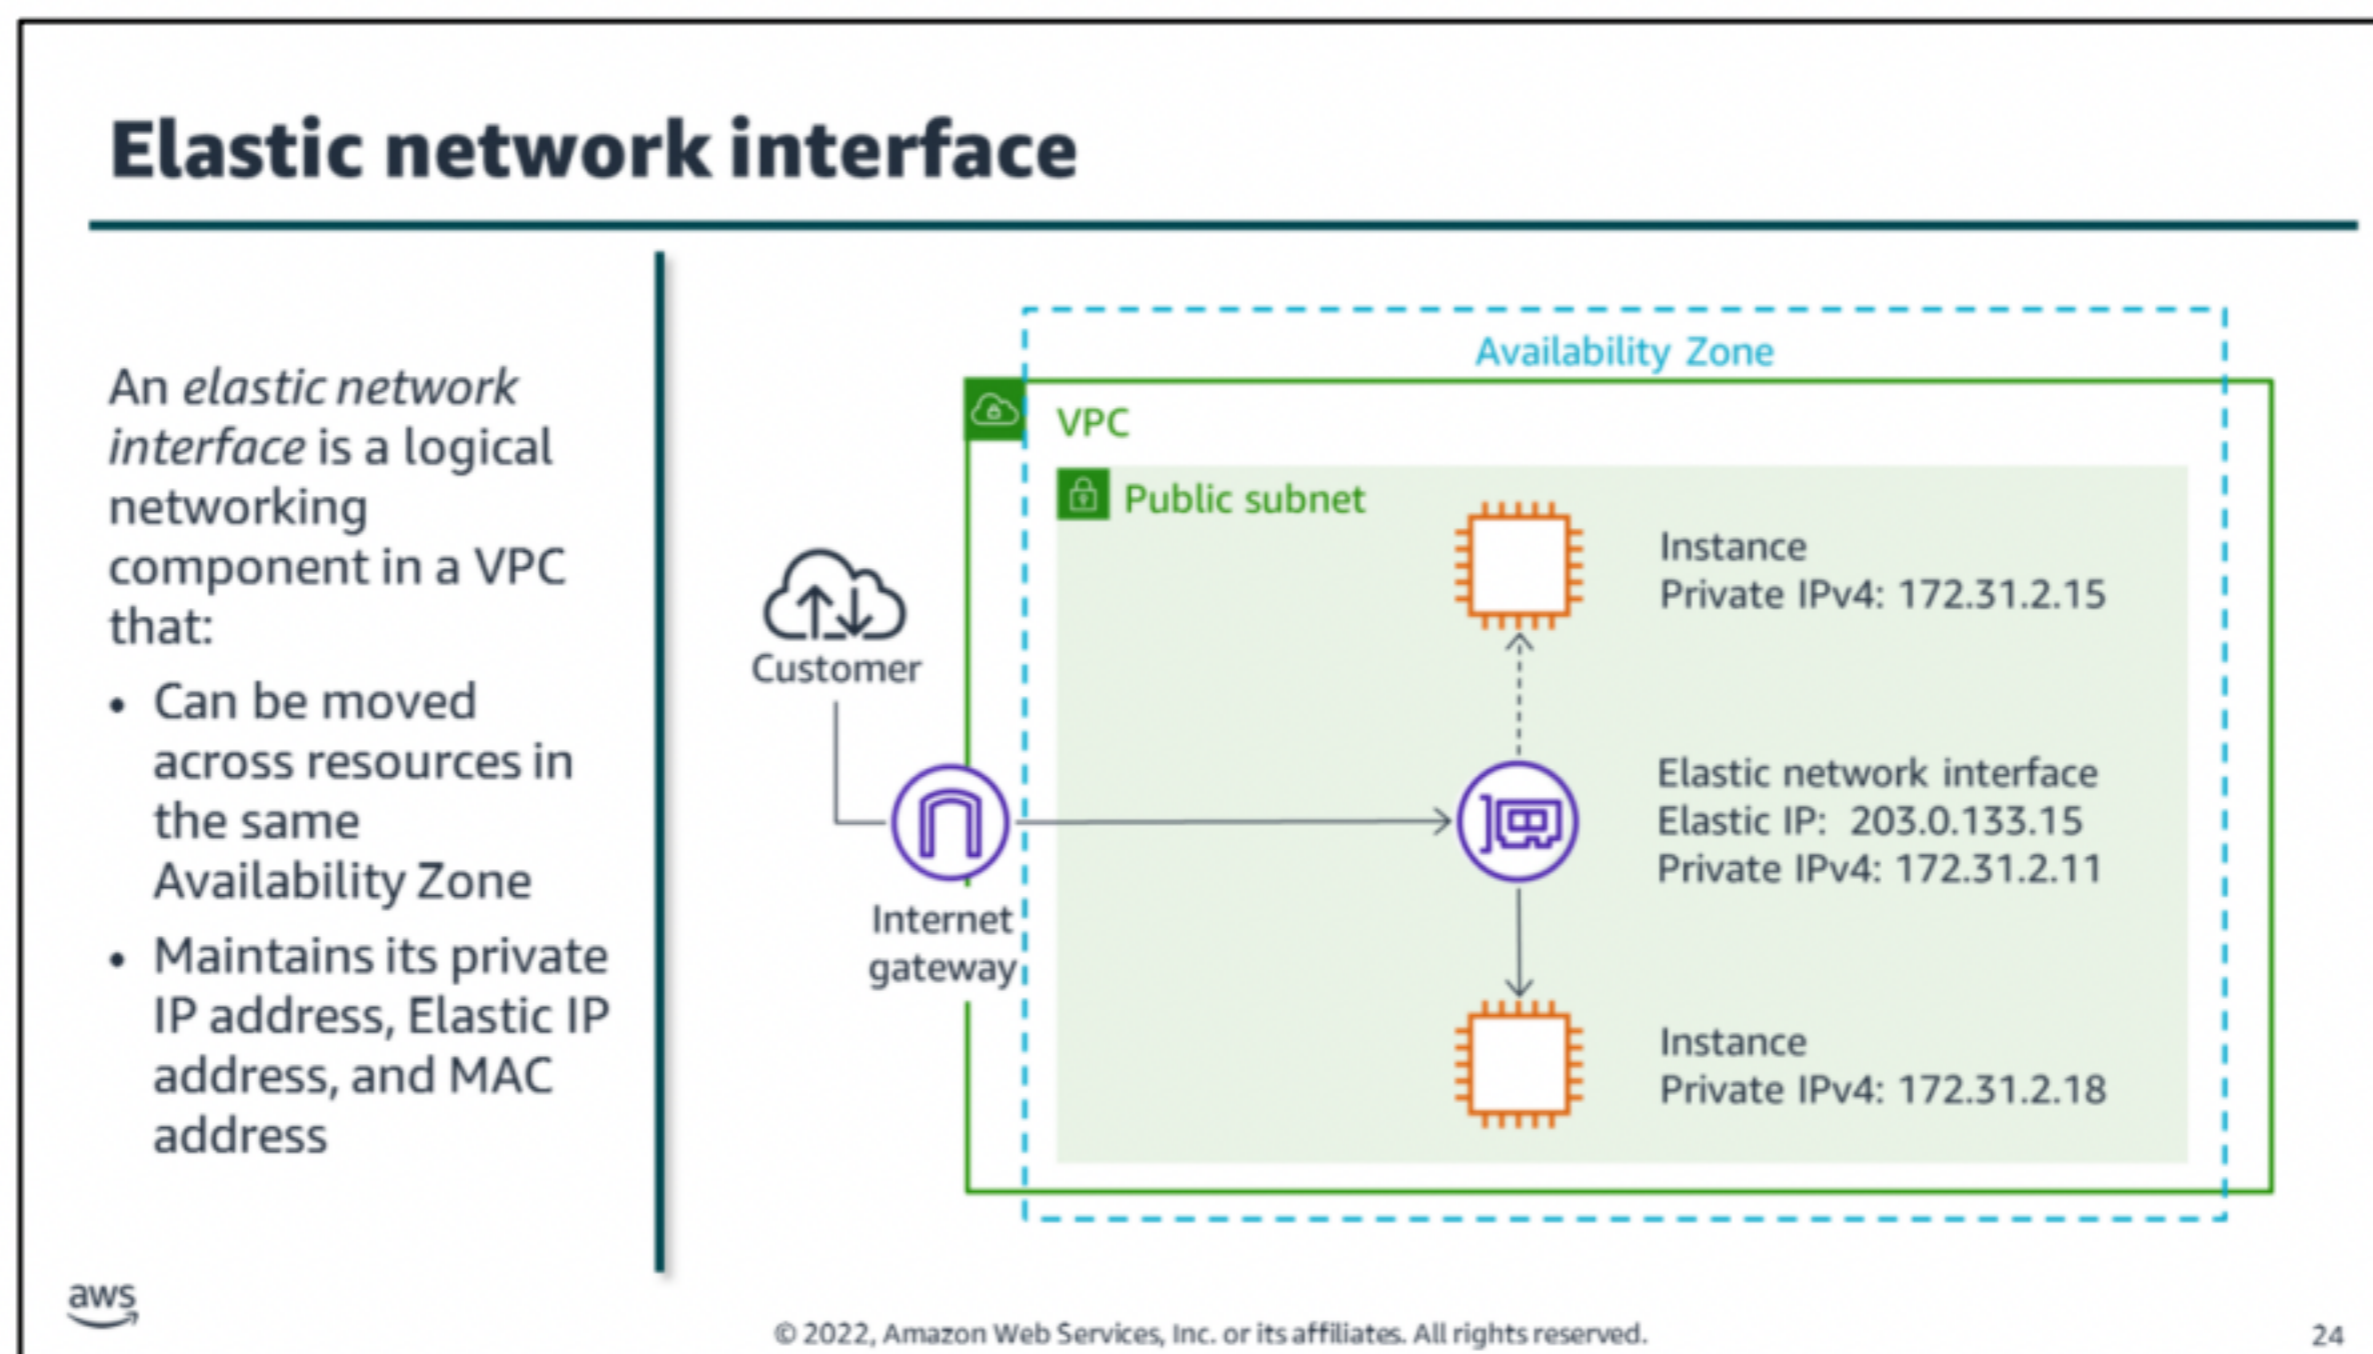 Elastic network interface
An elastic network
interface is a logical
networking
component in a VPC
that:
• Can be moved
across resources in
the same
Availability Zone
• Maintains its private
IP address, Elastic IP
address, and MAC
address
Availability Zone
VPC
Public subnet
Instance
Private IPv4: 172.31.2.15
Customer
Elastic network interface
Elastic IP: 203.0.133.15
Private IPv4: 172.31.2.11
Internet
gateway
Instance
Private IPv4: 172.31.2.18
aws
© 2022, Amazon Web Services, Inc. or its affiliates. All rights reserved.
24